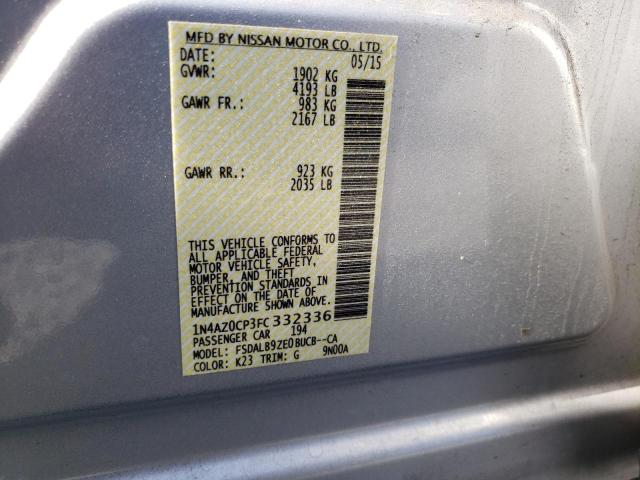 MFD BY NISSAN MOTOR CO., LTD.
DATE: 05/15
GVWR: 1902 KG
4193 LB
GAWR FR.: 983 KG
2167 LB
GAWR RR.: 923 KG
2035 LB
THIS VEHICLE CONFORMS TO
ALL APPLICABLE FEDERAL
MOTOR VEHICLE SAFETY,
BUMPER, AND THEFT
PREVENTION STANDARDS IN
EFFECT ON THE DATE OF
MANUFACTURE SHOWN ABOVE.
1N4AZ0CP3FC332336
PASSENGER CAR 194
MODEL: FSDALB9ZE0BUCB--CA
COLOR: K23 TRIM: G 9N00A